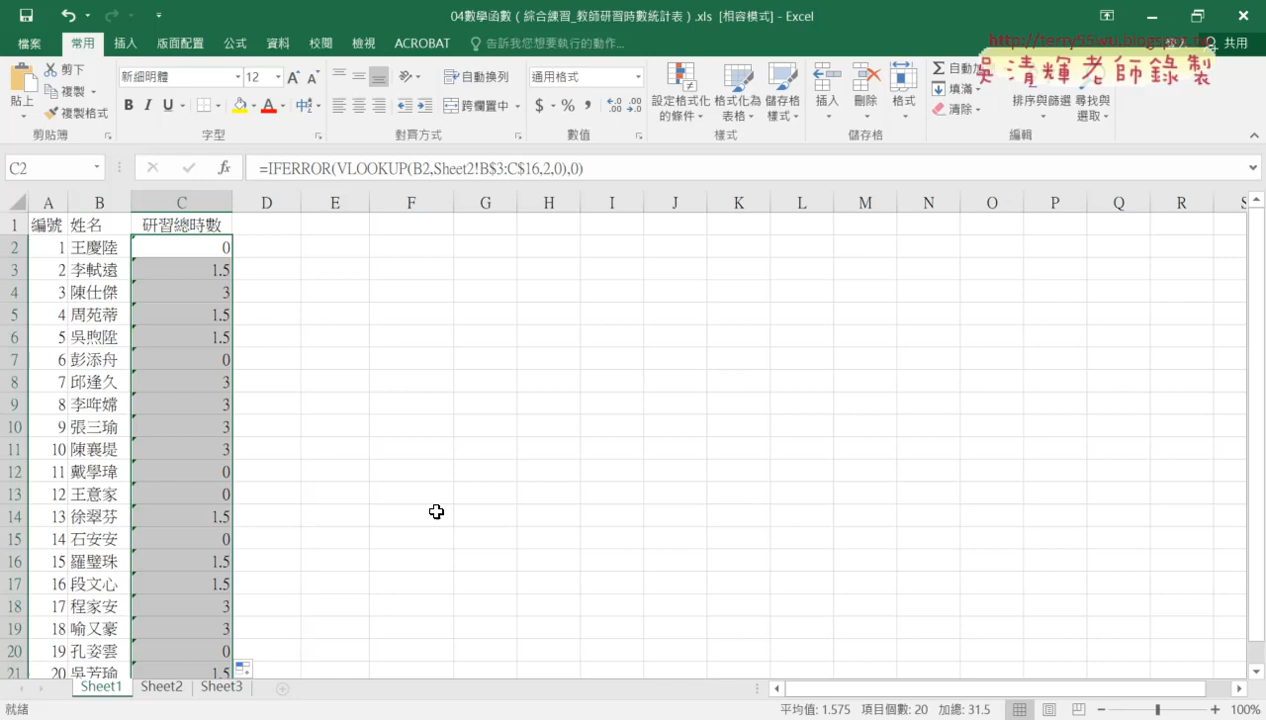 04數學函數（綜合練習_教師研習時數統計表）.xls [相容模式] - Excel
http://terry55wu.blogspot.tw
吳清輝老師錄製
檔案 常用 插入 版面配置 公式 資料 校閱 檢視 ACROBAT 告訴我您想要執行的動作... 共用
貼上 剪下 複製 複製格式 剪貼簿
新細明體 12 B I U A 中 字型
自動換列 跨欄置中 對齊方式
通用格式 $ % , 數值
設定格式化的條件 格式化為表格 儲存格樣式 樣式
插入 刪除 格式 儲存格
自動加 填滿 清除 排序與篩選 尋找與選取 編輯
C2 fx =IFERROR(VLOOKUP(B2,Sheet2!B$3:C$16,2,0),0)
A B C D E F G H I J K L M N O P Q R S
1 編號 姓名 研習總時數
2 1 王慶陸 0
3 2 李軾遠 1.5
4 3 陳仕傑 3
5 4 周苑蒂 1.5
6 5 吳煦陞 1.5
7 6 彭添舟 0
8 7 邱逢久 3
9 8 李嫦 3
10 9 張三瑜 3
11 10 陳襄堤 3
12 11 戴學瑋 0
13 12 王意家 0
14 13 徐翠芬 1.5
15 14 石安安 0
16 15 羅璧珠 1.5
17 16 段文心 1.5
18 17 程家安 3
19 18 喻又豪 3
20 19 孔姿雲 0
21 20 吳芳瑜 1.5
Sheet1 Sheet2 Sheet3
就緒 平均值: 1.575 項目個數: 20 加總: 31.5 100%